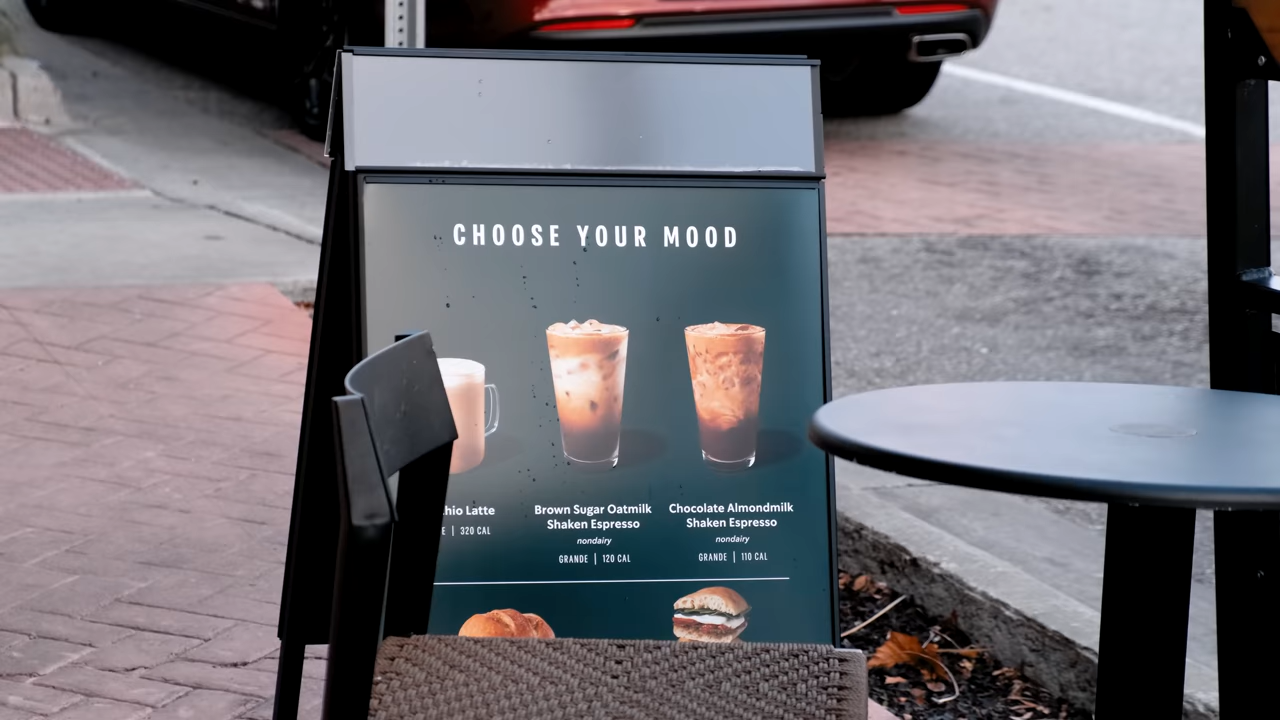 CHOOSE YOUR MOOD
Latte
320 CAL
Brown Sugar Oatmilk
Shaken Espresso
nondairy
GRANDE | 120 CAL
Chocolate Almondmilk
Shaken Espresso
nondairy
GRANDE | 110 CAL